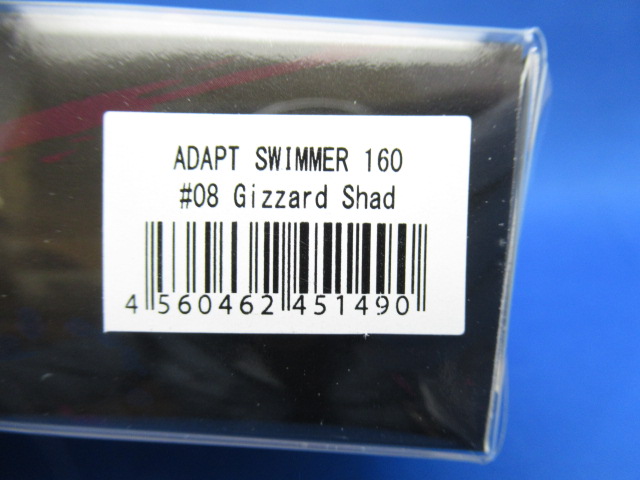 ADAPT SWIMMER 160
#08 Gizzard Shad
4 560462 451490